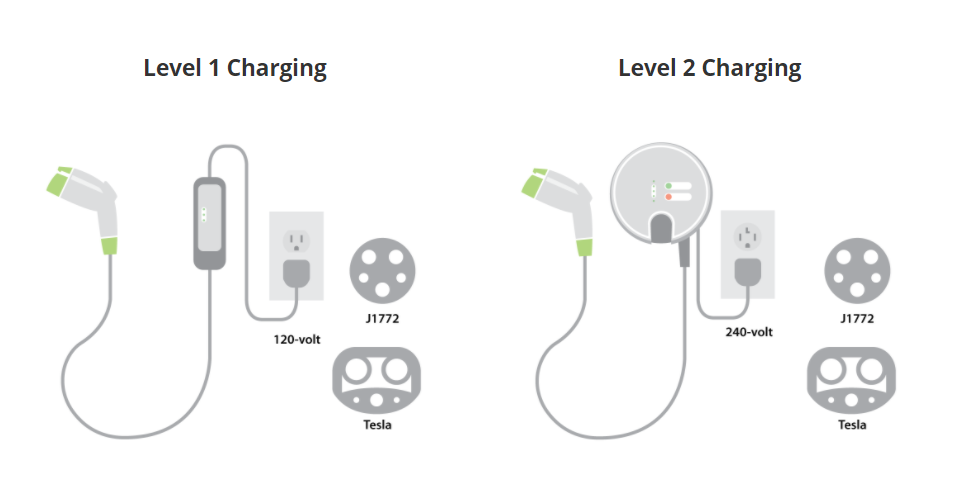 Level 1 Charging
Level 2 Charging
120-volt
J1772
Tesla
240-volt
J1772
Tesla